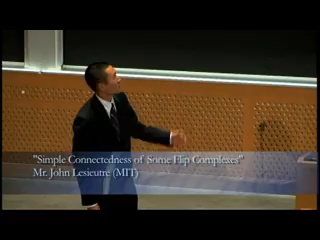 "Simple Connectedness of Some Flip Complexes"
Mr. John Lesieutre (MIT)